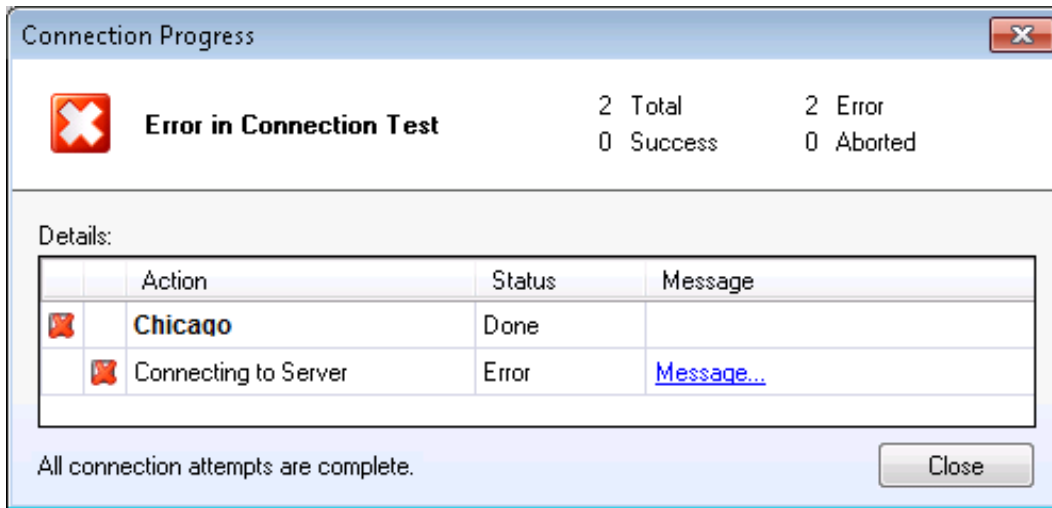 Connection Progress
Error in Connection Test
2 Total 2 Error
0 Success 0 Aborted
Details:
Action Status Message
Chicago Done
Connecting to Server Error Message...
All connection attempts are complete.
Close